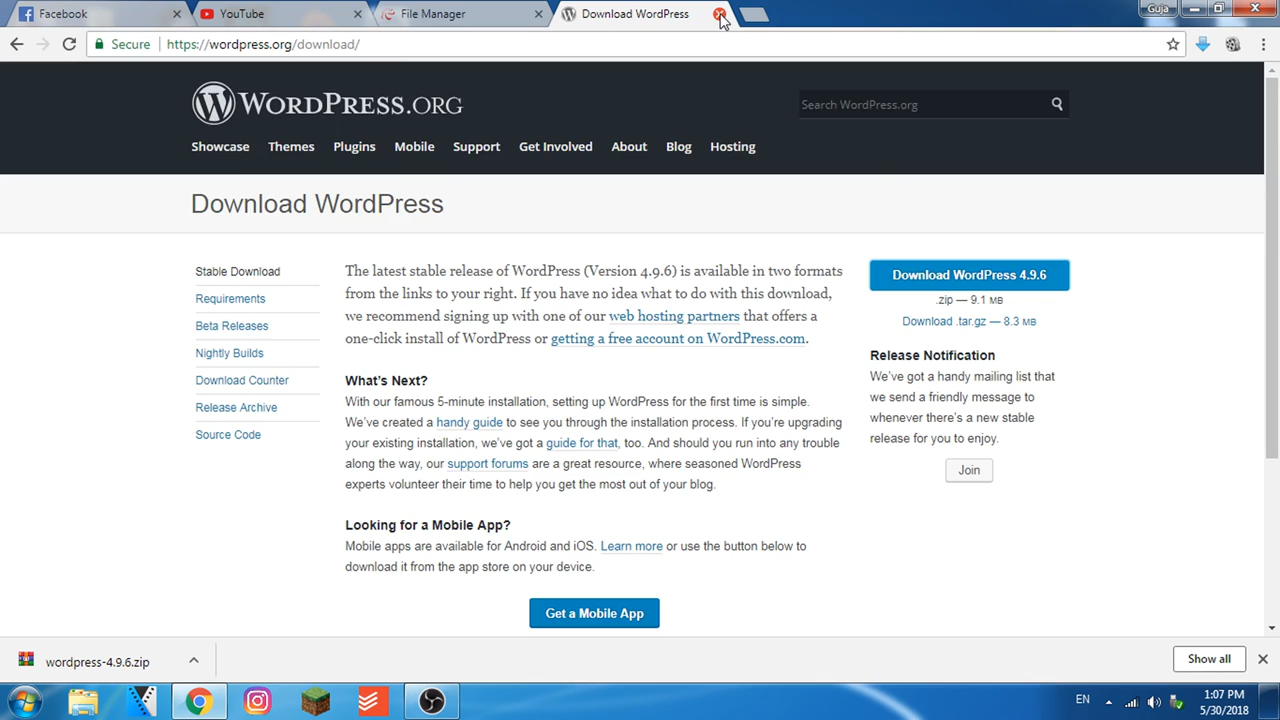 Facebook
YouTube
File Manager
Download WordPress
Guja
Secure
https://wordpress.org/download/
WORDPRESS.ORG
Search WordPress.org
Showcase Themes Plugins Mobile Support Get Involved About Blog Hosting
Download WordPress
Stable Download
Requirements
Beta Releases
Nightly Builds
Download Counter
Release Archive
Source Code
The latest stable release of WordPress (Version 4.9.6) is available in two formats
from the links to your right. If you have no idea what to do with this download,
we recommend signing up with one of our web hosting partners that offers a
one-click install of WordPress or getting a free account on WordPress.com.
What's Next?
With our famous 5-minute installation, setting up WordPress for the first time is simple.
We've created a handy guide to see you through the installation process. If you're upgrading
your existing installation, we've got a guide for that, too. And should you run into any trouble
along the way, our support forums are a great resource, where seasoned WordPress
experts volunteer their time to help you get the most out of your blog.
Looking for a Mobile App?
Mobile apps are available for Android and iOS. Learn more or use the button below to
download it from the app store on your device.
Get a Mobile App
Download WordPress 4.9.6
.zip — 9.1 MB
Download .tar.gz — 8.3 MB
Release Notification
We've got a handy mailing list that
we send a friendly message to
whenever there's a new stable
release for you to enjoy.
Join
wordpress-4.9.6.zip
Show all
EN
1:07 PM
5/30/2018